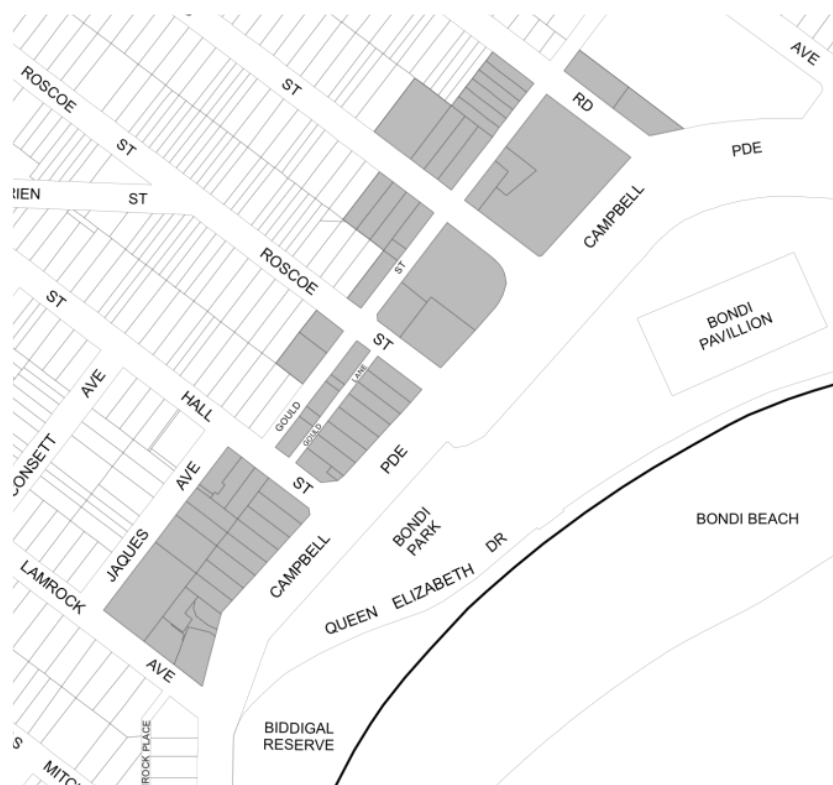 AVE
ROSCOE
ST
ST
RD
PDE
RIEN
ST
CAMPBELL
ROSCOE
ST
ST
BONDI
PAVILLION
ST
AVE
HALL
LANE
GOULD
GOULD
PDE
ONSETT
AVE
ST
BONDI
PARK
BONDI BEACH
JAQUES
CAMPBELL
QUEEN ELIZABETH DR
LAMROCK
AVE
BIDDIGAL
RESERVE
ROCK PLACE
S
MITC